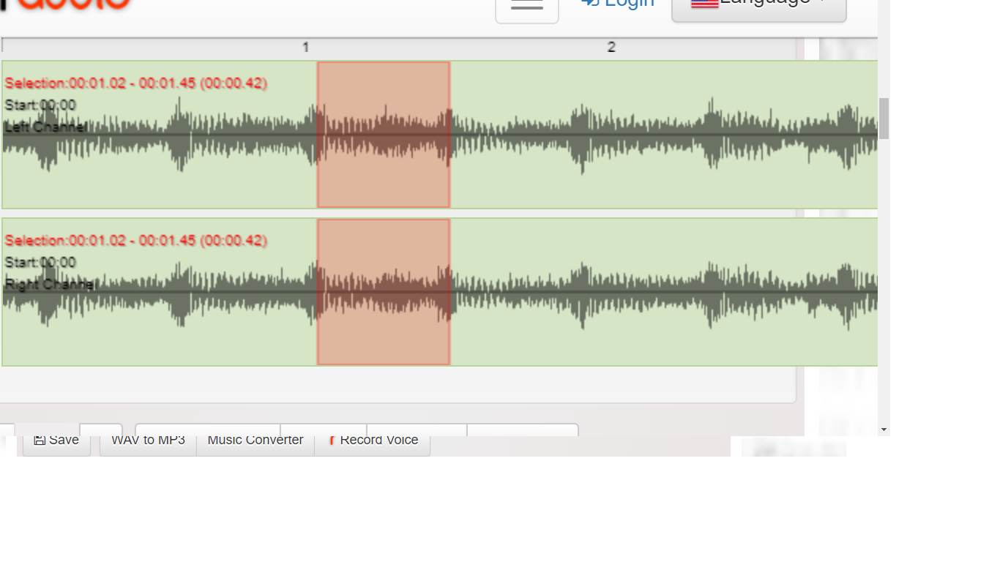 Login
Language
1 2
Selection:00:01.02 - 00:01.45 (00:00.42)
Start:00:00
Left Channel
Selection:00:01.02 - 00:01.45 (00:00.42)
Start:00:00
Right Channel
Save WAV to MP3 Music Converter Record Voice